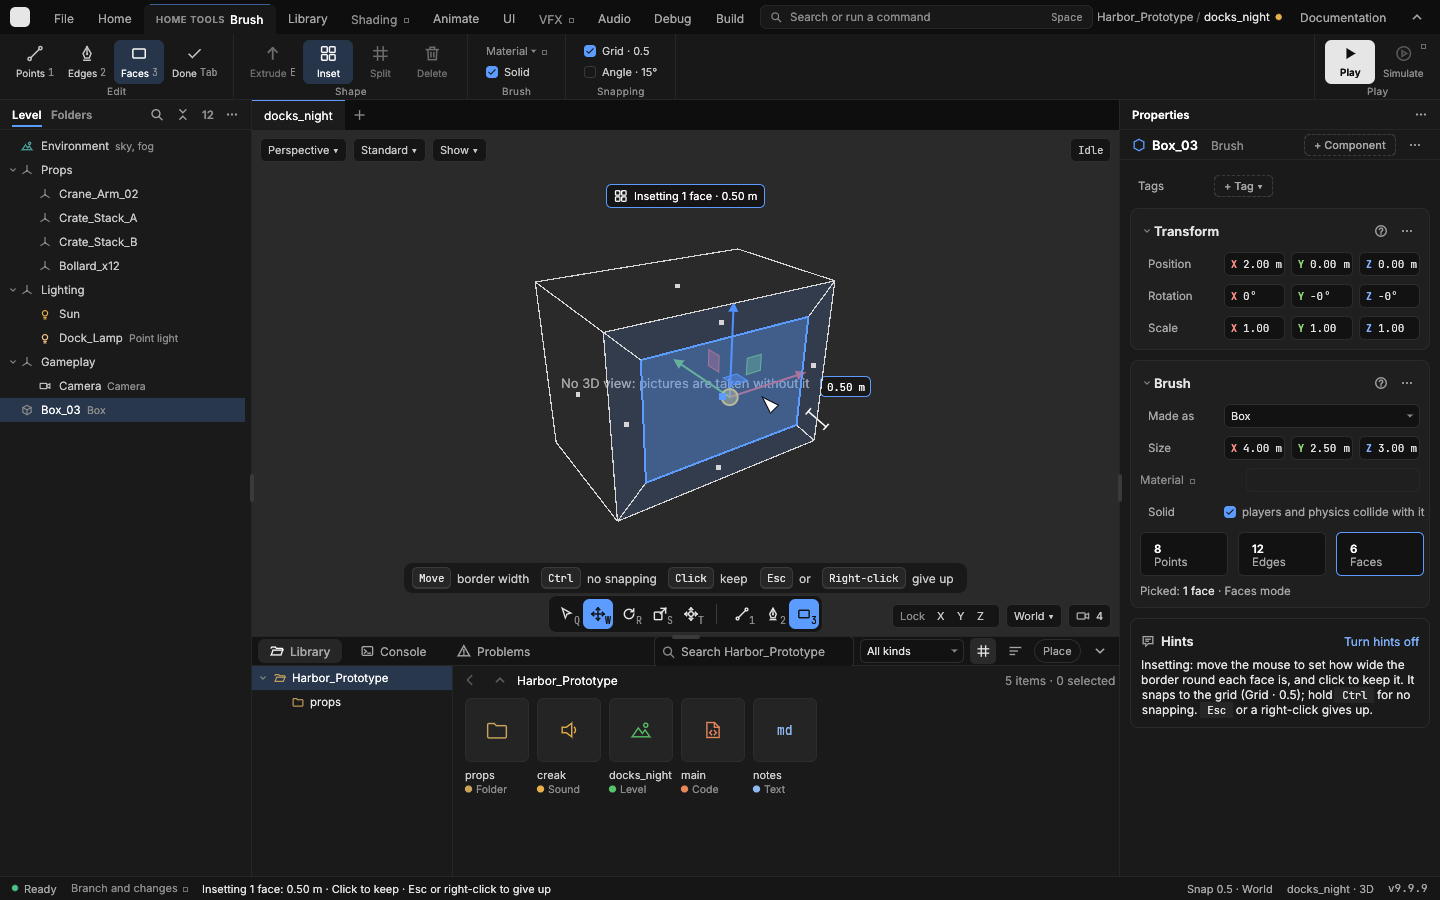 File Home HOME TOOLS Brush Library Shading Animate UI VFX Audio Debug Build Search or run a command Space Harbor_Prototype / docks_night Documentation
Points 1 Edges 2 Faces 3 Done Tab
Edit
Extrude E Inset Split Delete
Shape
Material
Solid
Brush
Grid · 0.5
Angle · 15°
Snapping
Play Simulate
Play
Level Folders 12
Environment sky, fog
Props
Crane_Arm_02
Crate_Stack_A
Crate_Stack_B
Bollard_x12
Lighting
Sun
Dock_Lamp Point light
Gameplay
Camera Camera
Box_03 Box
docks_night
Perspective Standard Show Idle
Insetting 1 face · 0.50 m
No 3D view: pictures are taken without it
0.50 m
Move border width Ctrl no snapping Click keep Esc or Right-click give up
Q W R S T 1 2 3
Lock X Y Z World 4
Library Console Problems Search Harbor_Prototype All kinds Place
Harbor_Prototype
props
Harbor_Prototype 5 items · 0 selected
md
props creak docks_night main notes
Folder Sound Level Code Text
Properties
Box_03 Brush + Component
Tags + Tag
Transform
Position X 2.00 m Y 0.00 m Z 0.00 m
Rotation X 0° Y -0° Z -0°
Scale X 1.00 Y 1.00 Z 1.00
Brush
Made as Box
Size X 4.00 m Y 2.50 m Z 3.00 m
Material
Solid players and physics collide with it
8 12 6
Points Edges Faces
Picked: 1 face · Faces mode
Hints Turn hints off
Insetting: move the mouse to set how wide the
border round each face is, and click to keep it. It
snaps to the grid (Grid · 0.5); hold Ctrl for no
snapping. Esc or a right-click gives up.
Ready Branch and changes Insetting 1 face: 0.50 m · Click to keep · Esc or right-click to give up Snap 0.5 · World docks_night · 3D v9.9.9